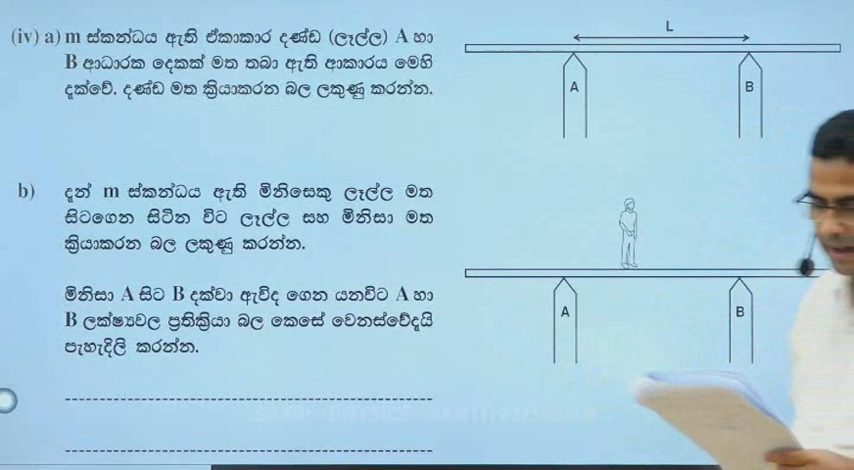 (iv) a) m ස්කන්ධය ඇති ඒකාකාර දණ්ඩ (ලෑල්ල) A හා
B ආධාරක දෙකක් මත තබා ඇති ආකාරය මෙහි
දැක්වේ. දණ්ඩ මත ක්‍රියාකරන බල ලකුණු කරන්න.
L
A
B
b) දැන් m ස්කන්ධය ඇති මිනිසෙකු ලෑල්ල මත
සිටගෙන සිටින විට ලෑල්ල සහ මිනිසා මත
ක්‍රියාකරන බල ලකුණු කරන්න.
A
B
මිනිසා A සිට B දක්වා ඇවිද ගෙන යනවිට A හා
B ලක්ෂ්‍යවල ප්‍රතික්‍රියා බල කෙසේ වෙනස්වේදැයි
පැහැදිලි කරන්න.